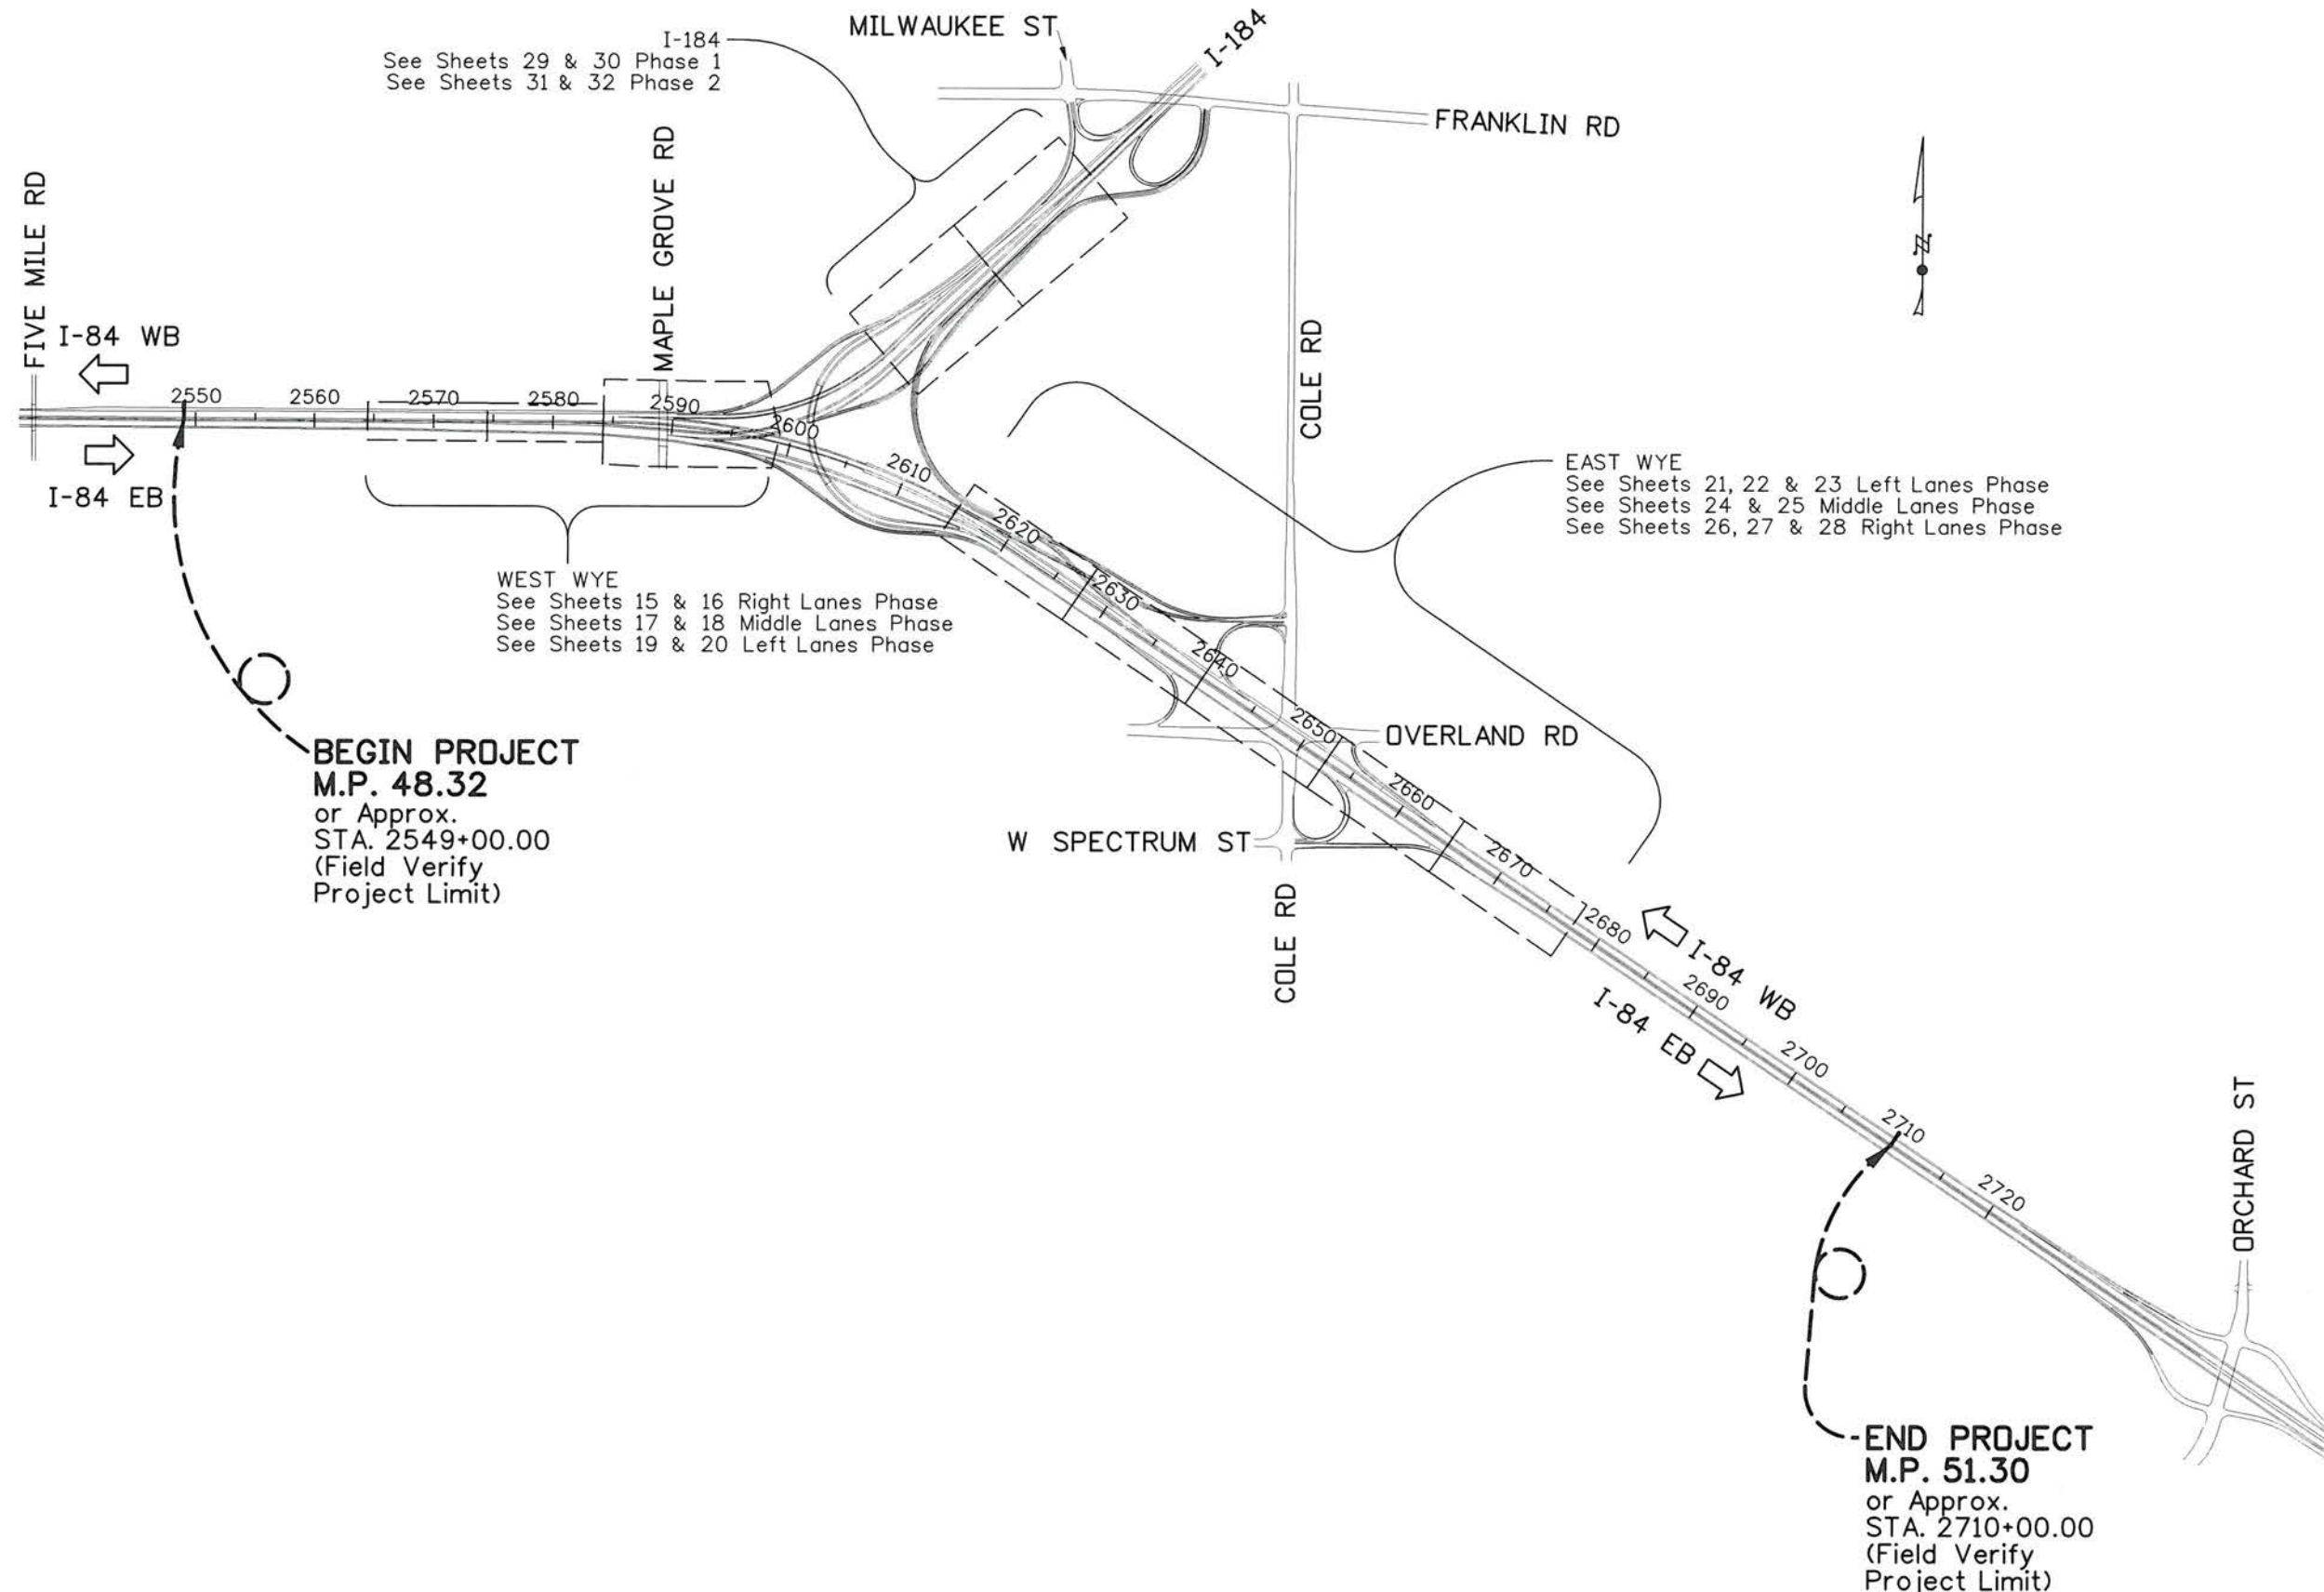 MILWAUKEE ST
I-184
I-184
See Sheets 29 & 30 Phase 1
See Sheets 31 & 32 Phase 2
FRANKLIN RD
FIVE MILE RD
MAPLE GROVE RD
N
COLE RD
I-84 WB
2550
2560
2570
2580
2590
2600
2610
2620
2630
2640
2650
2660
2670
2680
2690
2700
2710
2720
I-84 EB
EAST WYE
See Sheets 21, 22 & 23 Left Lanes Phase
See Sheets 24 & 25 Middle Lanes Phase
See Sheets 26, 27 & 28 Right Lanes Phase
WEST WYE
See Sheets 15 & 16 Right Lanes Phase
See Sheets 17 & 18 Middle Lanes Phase
See Sheets 19 & 20 Left Lanes Phase
BEGIN PROJECT
M.P. 48.32
or Approx.
STA. 2549+00.00
(Field Verify
Project Limit)
OVERLAND RD
W SPECTRUM ST
COLE RD
I-84 WB
I-84 EB
ORCHARD ST
END PROJECT
M.P. 51.30
or Approx.
STA. 2710+00.00
(Field Verify
Project Limit)